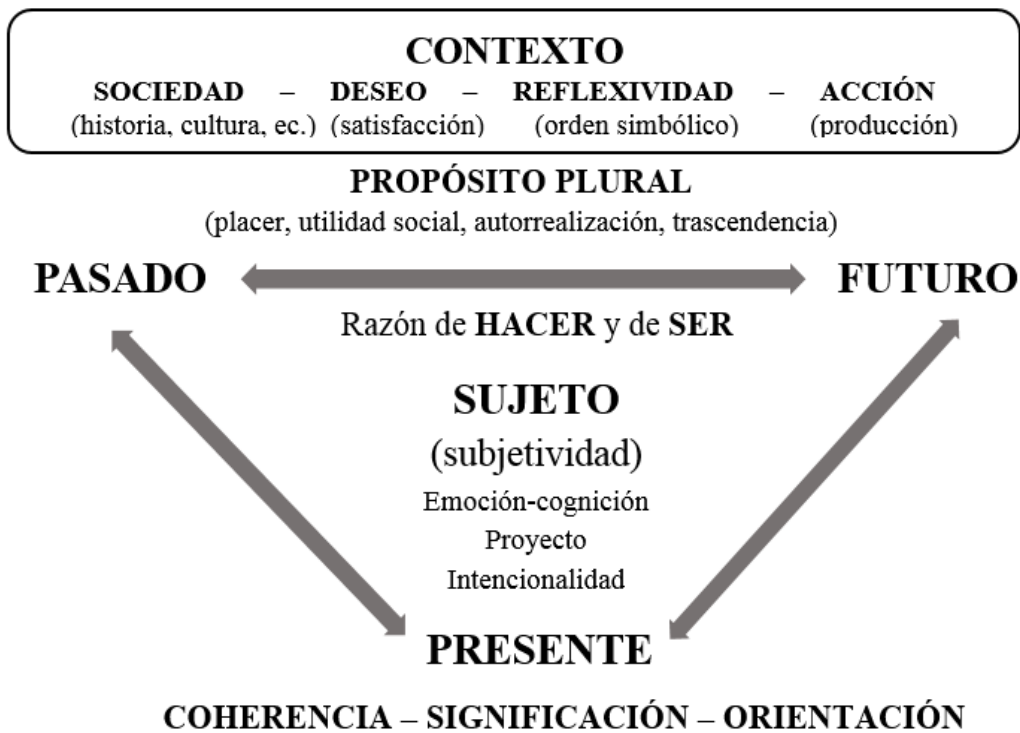 CONTEXTO
SOCIEDAD – DESEO – REFLEXIVIDAD – ACCIÓN
(historia, cultura, ec.) (satisfacción) (orden simbólico) (producción)
PROPÓSITO PLURAL
(placer, utilidad social, autorrealización, trascendencia)
PASADO FUTURO
Razón de HACER y de SER
SUJETO
(subjetividad)
Emoción-cognición
Proyecto
Intencionalidad
PRESENTE
COHERENCIA – SIGNIFICACIÓN – ORIENTACIÓN